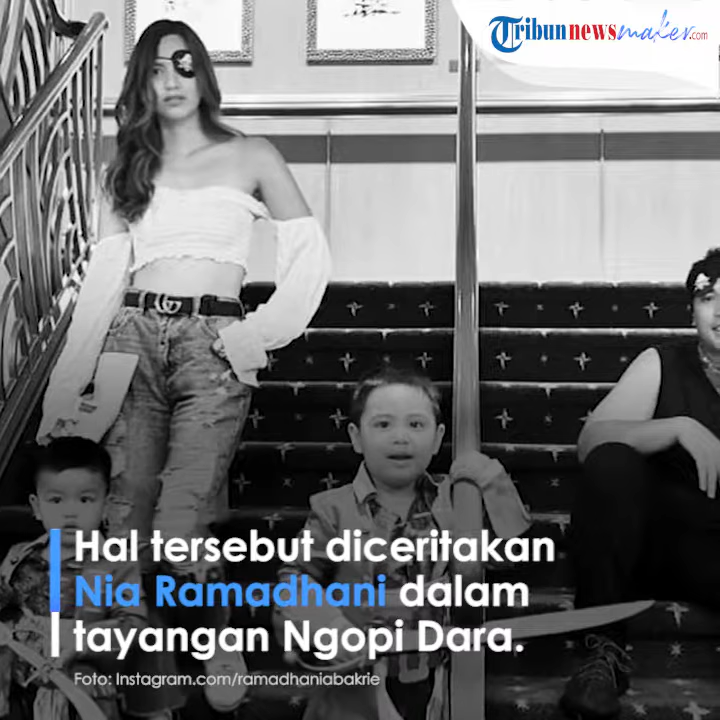 Tribunnewsmaker.com
Hal tersebut diceritakan
Nia Ramadhani dalam
tayangan Ngopi Dara.
Foto: Instagram.com/ramadhaniabakrie